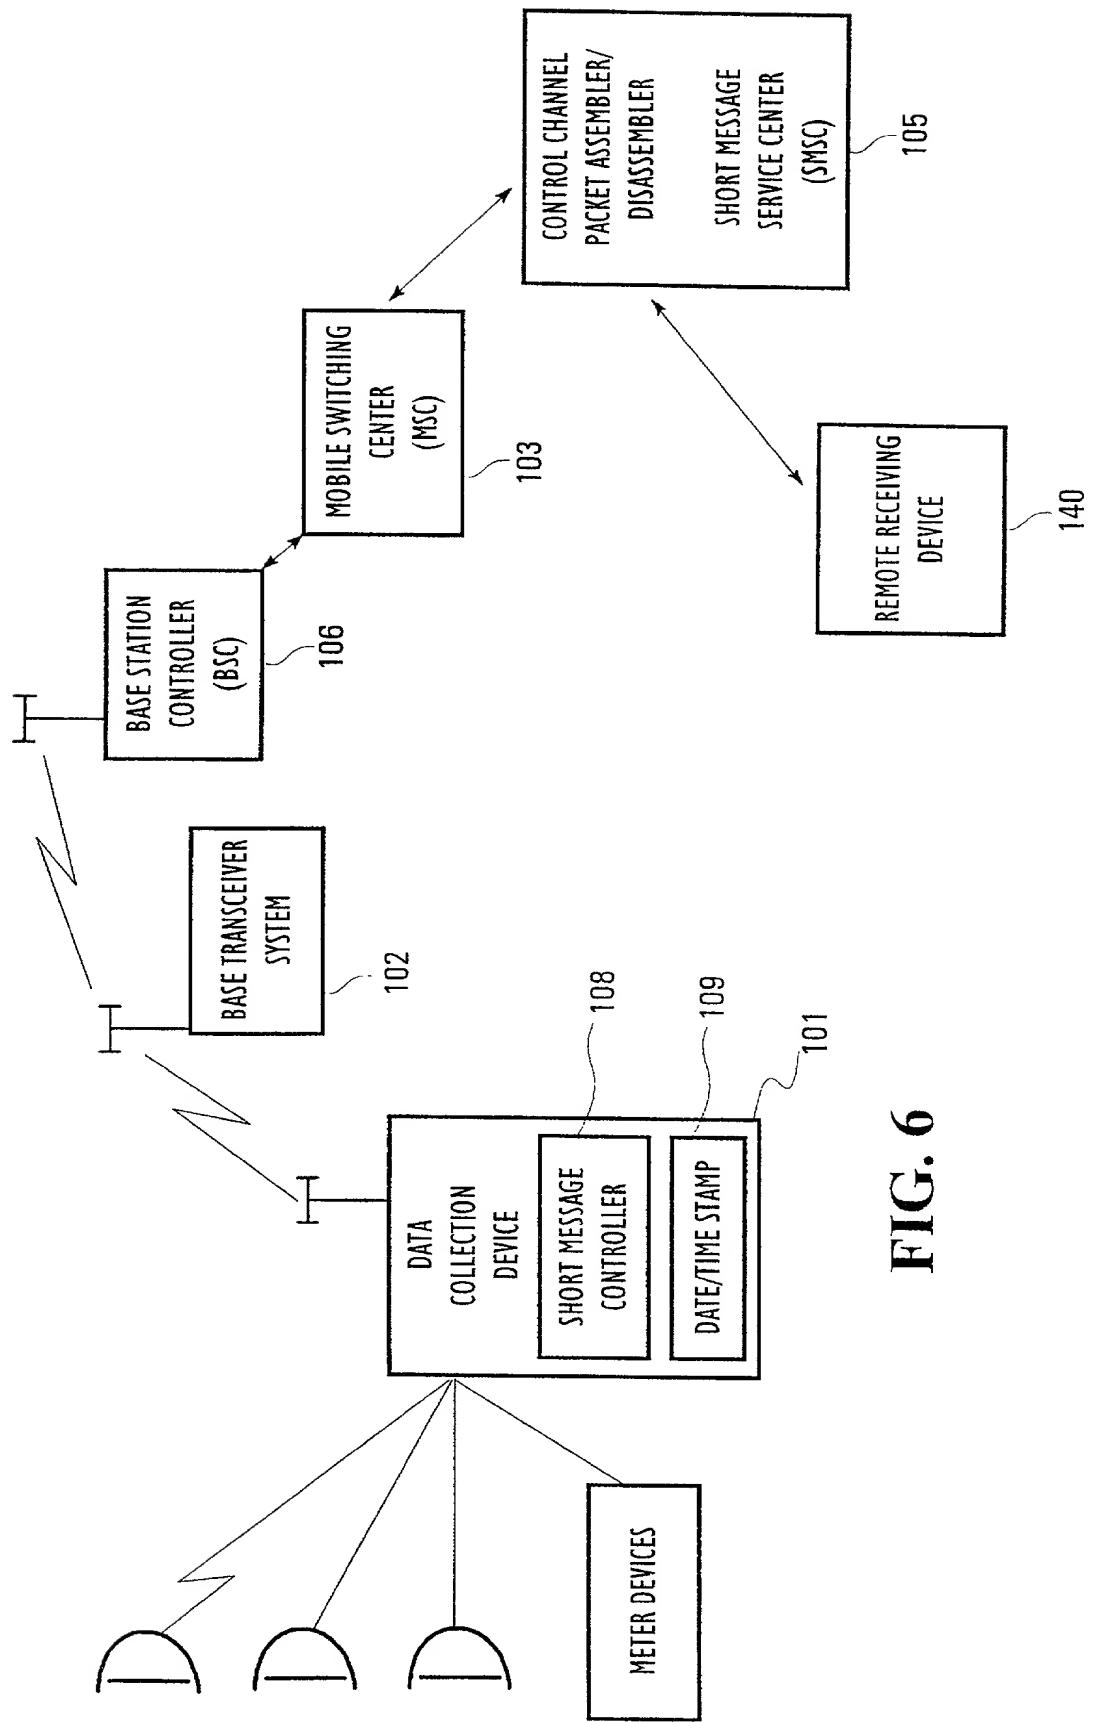 METER DEVICES
DATA
COLLECTION
DEVICE
SHORT MESSAGE
CONTROLLER
DATE/TIME STAMP
108
109
101
BASE TRANSCEIVER
SYSTEM
102
BASE STATION
CONTROLLER
(BSC)
106
MOBILE SWITCHING
CENTER
(MSC)
103
CONTROL CHANNEL
PACKET ASSEMBLER/
DISASSEMBLER
SHORT MESSAGE
SERVICE CENTER
(SMSC)
105
REMOTE RECEIVING
DEVICE
140
FIG. 6